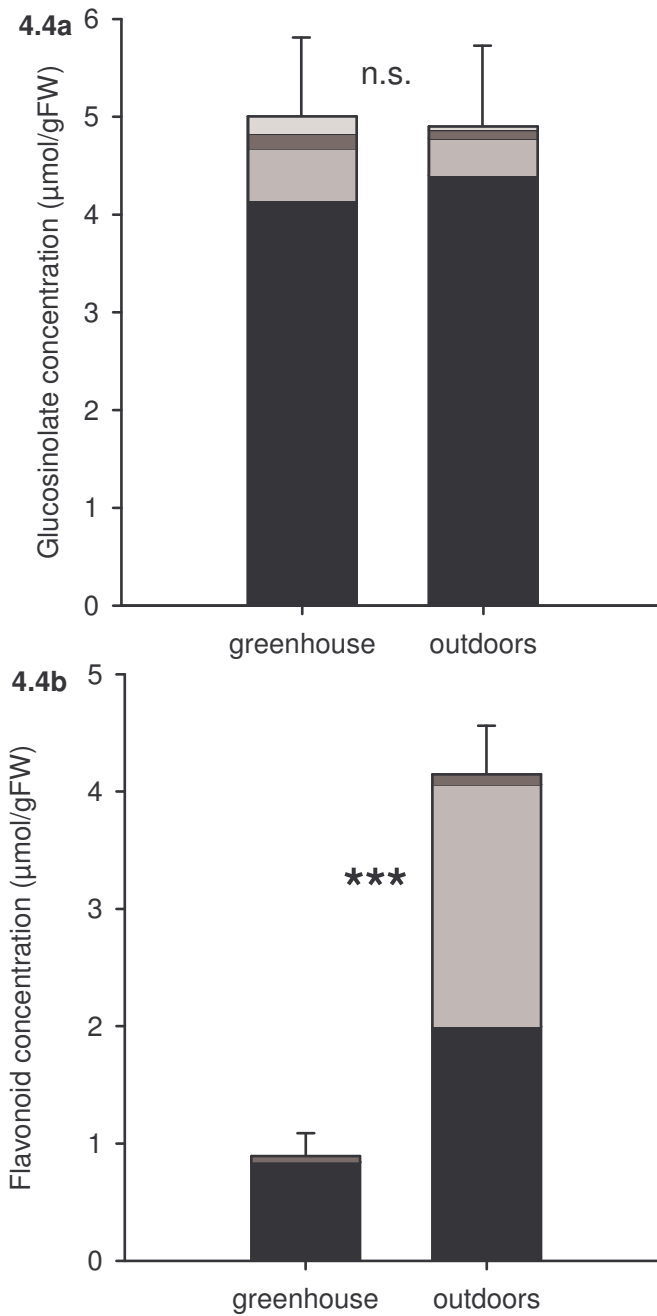 4.4a
Glucosinolate concentration (µmol/gFW)
6
5
4
3
2
1
0
n.s.
greenhouse outdoors
4.4b
Flavonoid concentration (µmol/gFW)
5
4
3
2
1
0
***
greenhouse outdoors